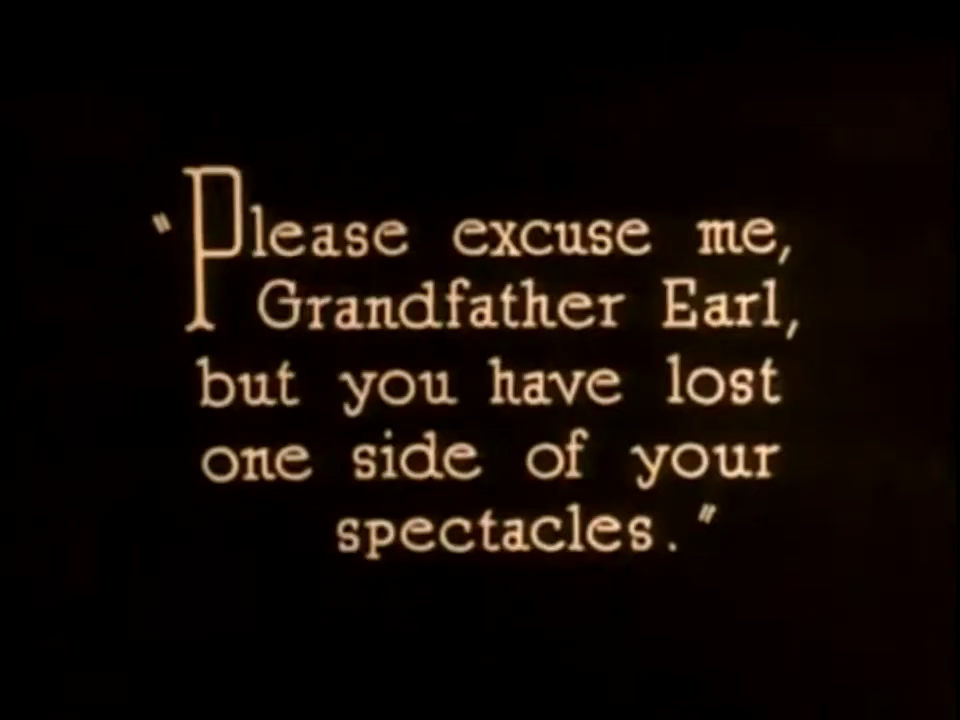 "Please excuse me,
Grandfather Earl,
but you have lost
one side of your
spectacles."